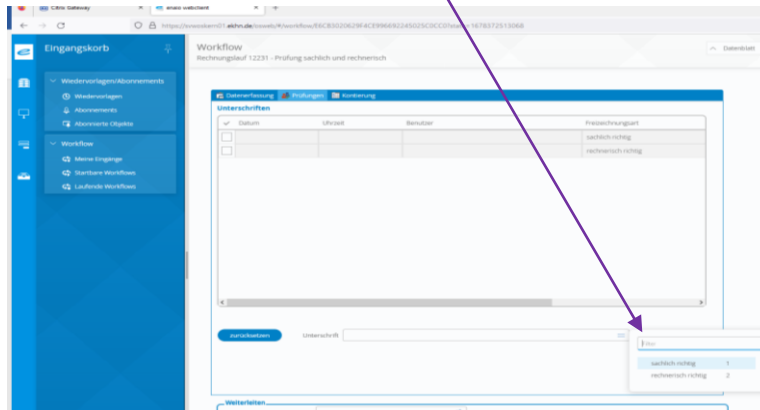 Citrix Gateway
enaio webclient
Eingangskorb
Wiedervorlagen/Abonnements
Wiedervorlagen
Abonnements
Abonnierte Objekte
Workflow
Meine Eingänge
Startbare Workflows
Laufende Workflows
Workflow
Rechnungslauf 12231 - Prüfung sachlich und rechnerisch
Datenblatt
Datenerfassung Prüfungen Kontierung
Unterschriften
Datum Uhrzeit Benutzer Freizeichnungsart
sachlich richtig
rechnerisch richtig
zurücksetzen Unterschrift
Filter
sachlich richtig 1
rechnerisch richtig 2
Weiterleiten